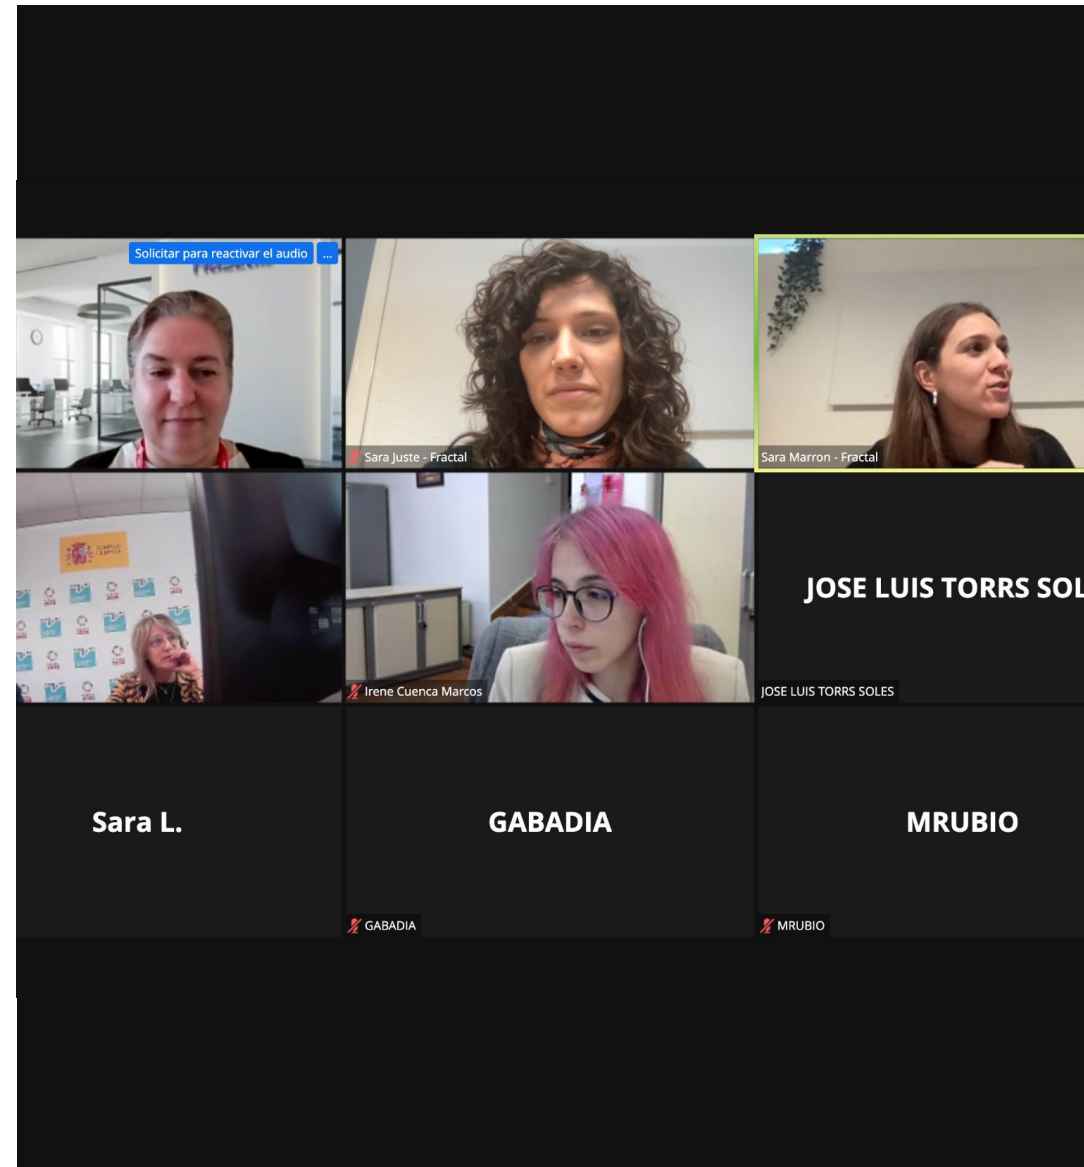 Solicitar para reactivar el audio
...
Sara Juste - Fractal
Sara Marron - Fractal
Irene Cuenca Marcos
JOSE LUIS TORRS SOL
JOSE LUIS TORRS SOLES
Sara L.
GABADIA
MRUBIO
GABADIA
MRUBIO